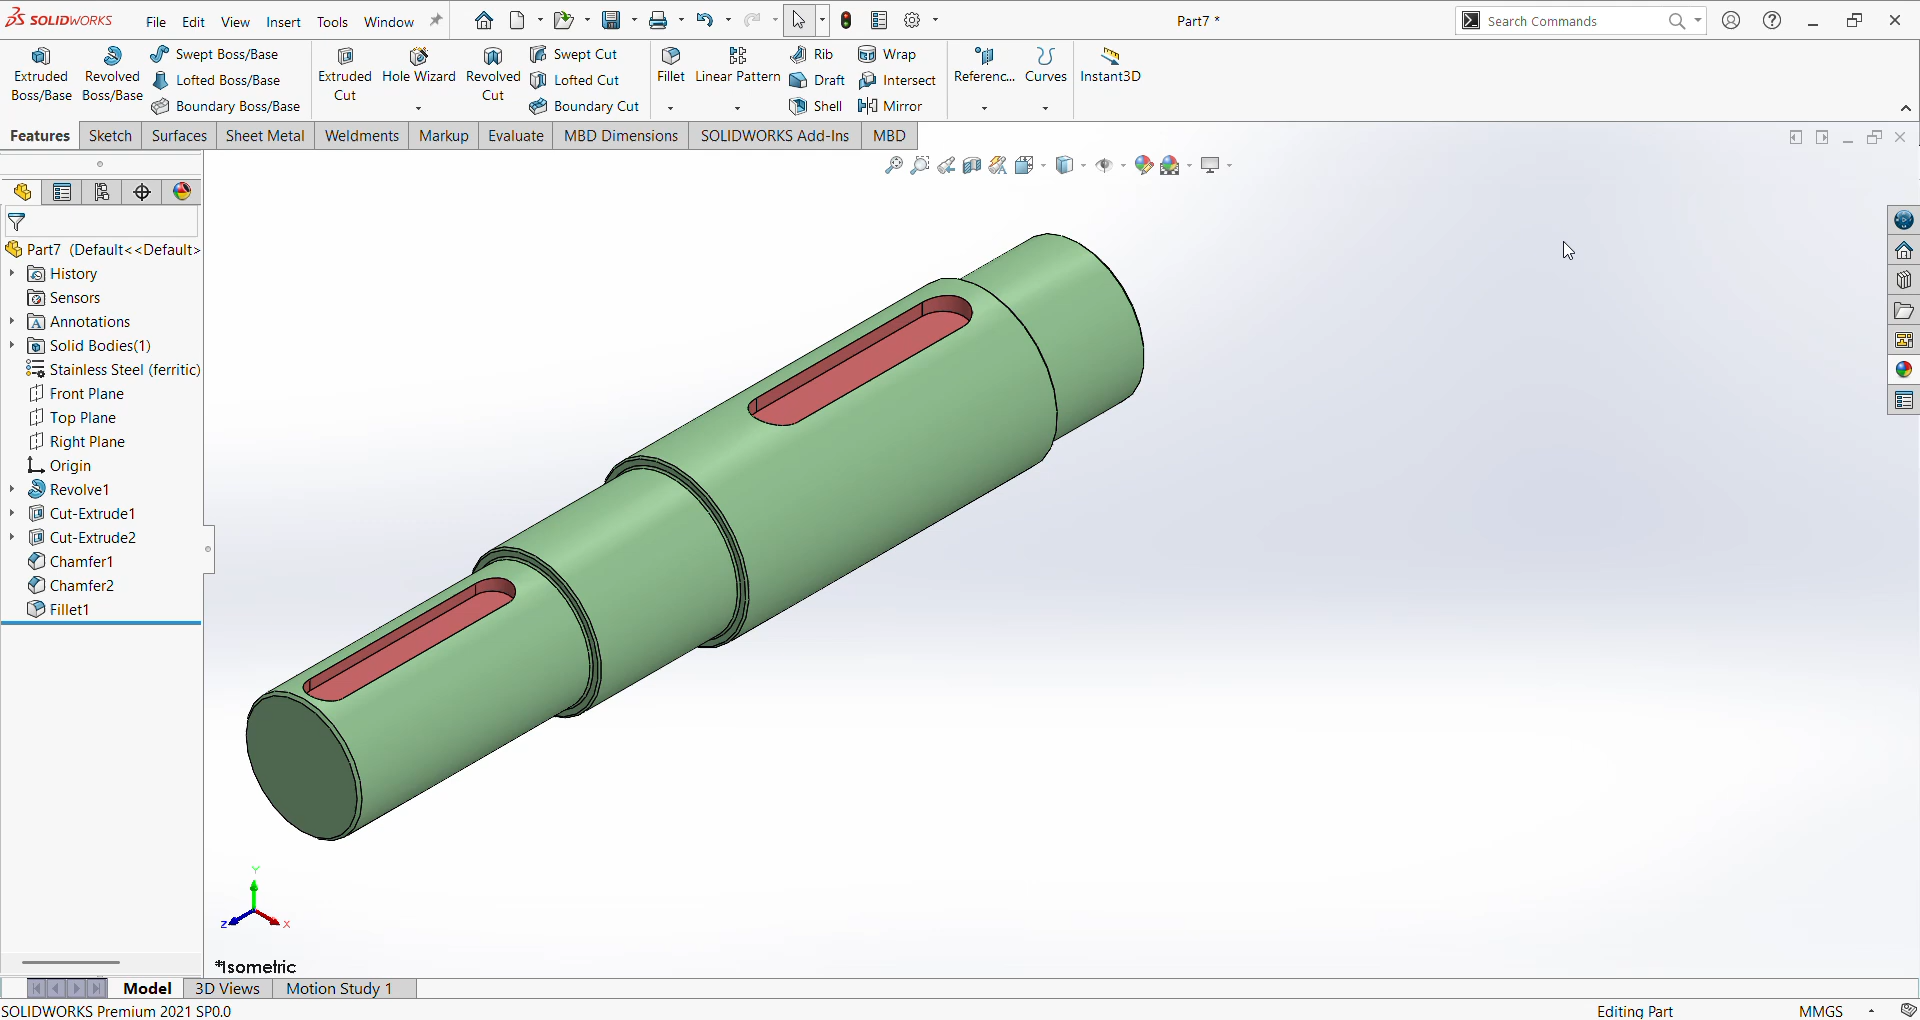 SOLIDWORKS File Edit View Insert Tools Window Part7 * Search Commands
Extruded Boss/Base
Revolved Boss/Base
Swept Boss/Base
Lofted Boss/Base
Boundary Boss/Base
Extruded Cut
Hole Wizard
Revolved Cut
Swept Cut
Lofted Cut
Boundary Cut
Fillet
Linear Pattern
Rib
Draft
Shell
Wrap
Intersect
Mirror
Referenc...
Curves
Instant3D
Features Sketch Surfaces Sheet Metal Weldments Markup Evaluate MBD Dimensions SOLIDWORKS Add-Ins MBD
Part7 (Default<<Default>
History
Sensors
Annotations
Solid Bodies(1)
Stainless Steel (ferritic)
Front Plane
Top Plane
Right Plane
Origin
Revolve1
Cut-Extrude1
Cut-Extrude2
Chamfer1
Chamfer2
Fillet1
Y
Z X
*Isometric
Model 3D Views Motion Study 1
SOLIDWORKS Premium 2021 SP0.0 Editing Part MMGS